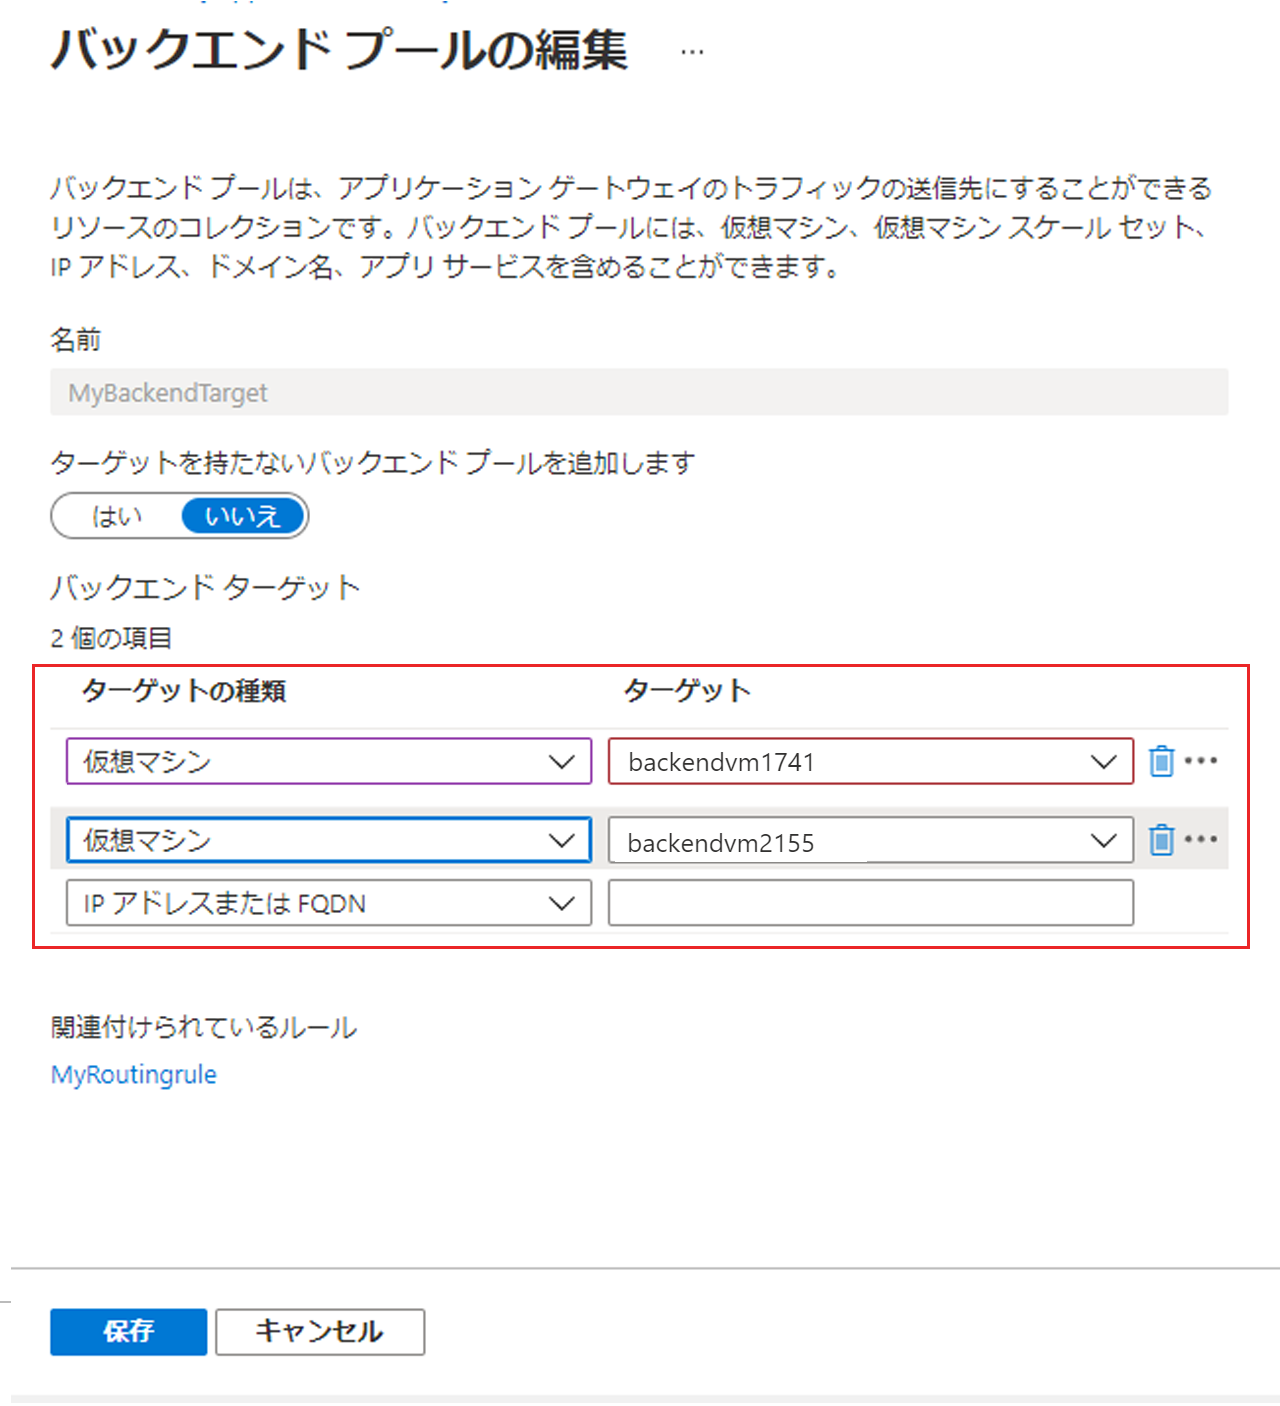 バックエンド プールの編集 ...
バックエンド プールは、アプリケーション ゲートウェイのトラフィックの送信先にすることができる
リソースのコレクションです。バックエンド プールには、仮想マシン、仮想マシン スケール セット、
IP アドレス、ドメイン名、アプリ サービスを含めることができます。
名前
MyBackendTarget
ターゲットを持たないバックエンド プールを追加します
はい いいえ
バックエンド ターゲット
2 個の項目
ターゲットの種類 ターゲット
仮想マシン backendvm1741
仮想マシン backendvm2155
IP アドレスまたは FQDN
関連付けられているルール
MyRoutingrule
保存 キャンセル